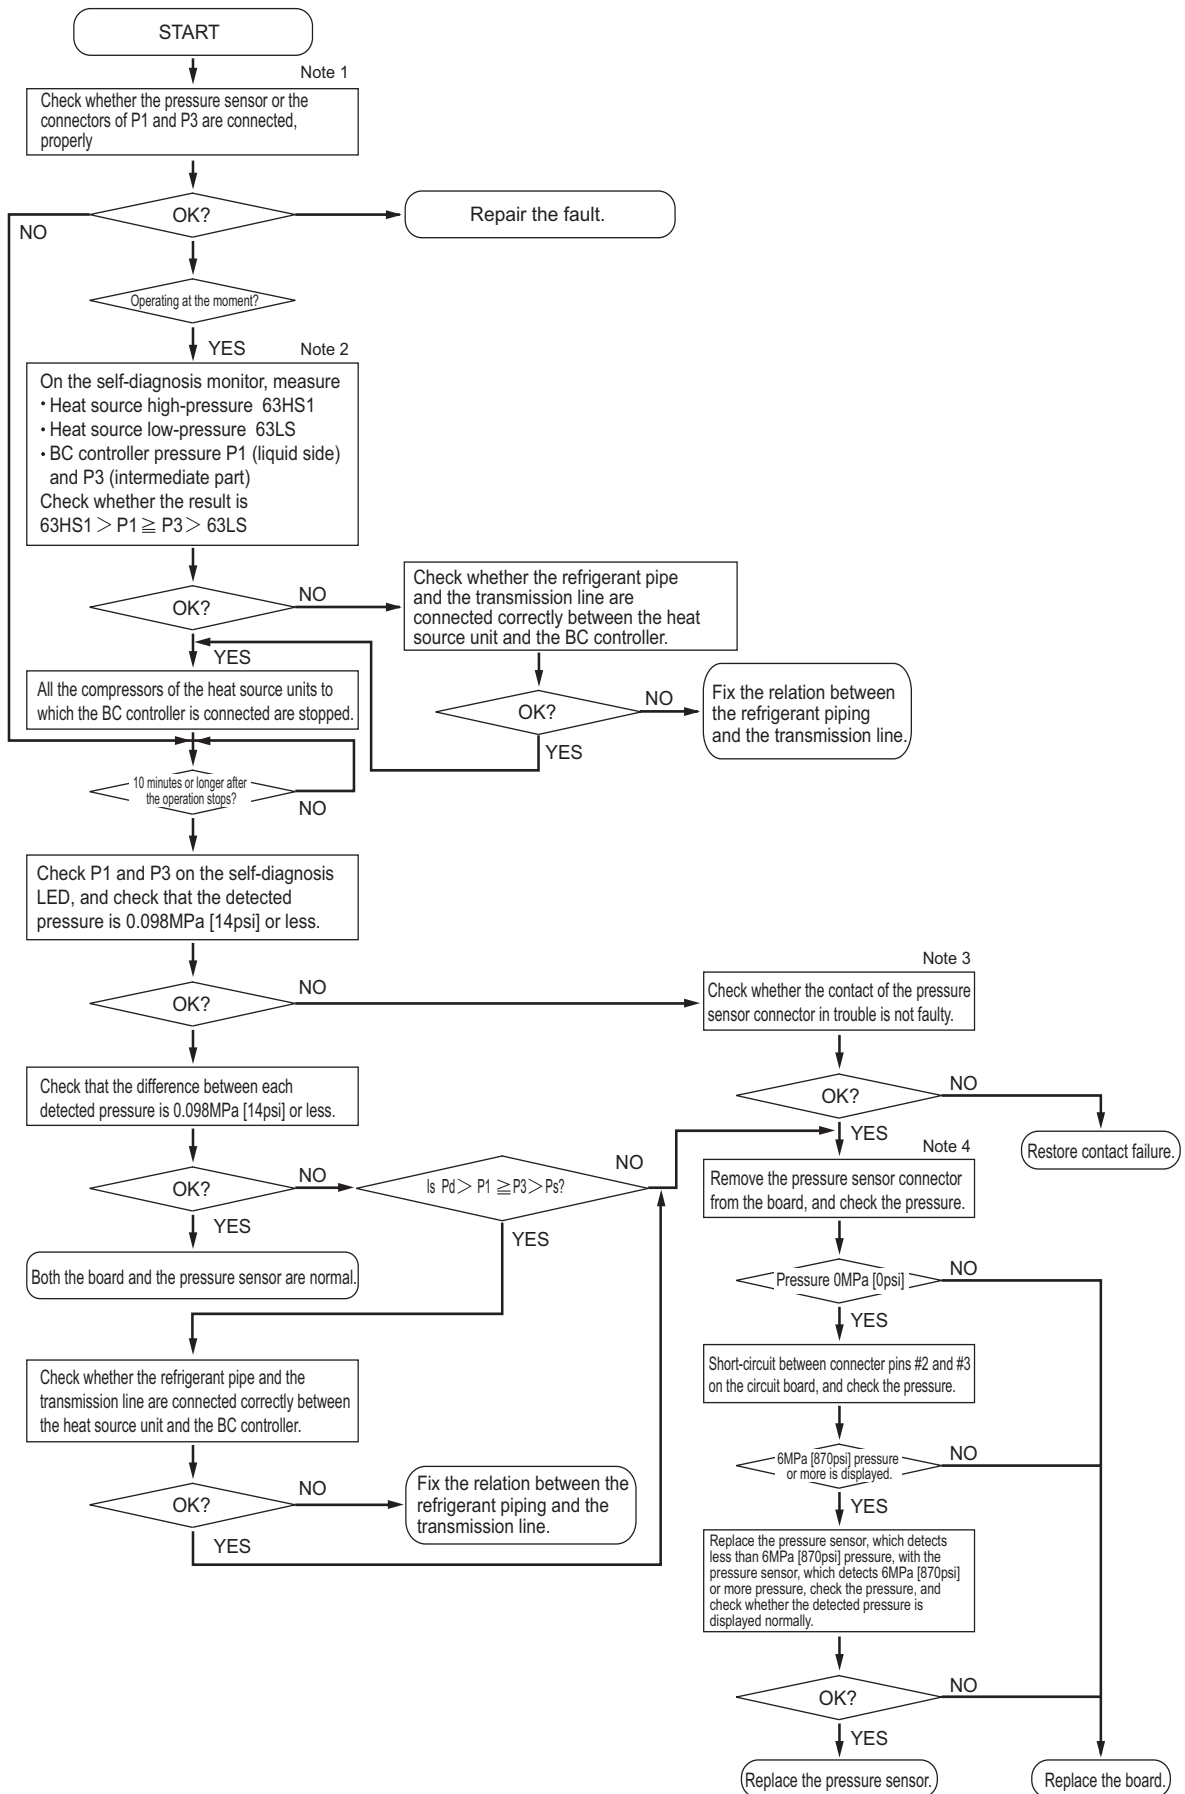 START
Note 1
Check whether the pressure sensor or the
connectors of P1 and P3 are connected,
properly
OK?
NO
Repair the fault.
Operating at the moment?
YES
Note 2
On the self-diagnosis monitor, measure
・Heat source high-pressure 63HS1
・Heat source low-pressure 63LS
・BC controller pressure P1 (liquid side)
and P3 (intermediate part)
Check whether the result is
63HS1＞P1≧P3＞63LS
OK?
NO
Check whether the refrigerant pipe
and the transmission line are
connected correctly between the heat
source unit and the BC controller.
YES
All the compressors of the heat source units to
which the BC controller is connected are stopped.
OK?
NO
Fix the relation between
the refrigerant piping
and the transmission line.
YES
10 minutes or longer after
the operation stops?
NO
Check P1 and P3 on the self-diagnosis
LED, and check that the detected
pressure is 0.098MPa [14psi] or less.
OK?
NO
Note 3
Check whether the contact of the pressure
sensor connector in trouble is not faulty.
Check that the difference between each
detected pressure is 0.098MPa [14psi] or less.
OK?
NO
Restore contact failure.
YES
Note 4
OK?
NO
Is Pd＞P1≧P3＞Ps?
NO
Remove the pressure sensor connector
from the board, and check the pressure.
YES
YES
Both the board and the pressure sensor are normal.
Pressure 0MPa [0psi]
NO
YES
Check whether the refrigerant pipe and the
transmission line are connected correctly between
the heat source unit and the BC controller.
Short-circuit between connecter pins #2 and #3
on the circuit board, and check the pressure.
6MPa [870psi] pressure
or more is displayed.
NO
YES
OK?
NO
Fix the relation between the
refrigerant piping and the
transmission line.
YES
Replace the pressure sensor, which detects
less than 6MPa [870psi] pressure, with the
pressure sensor, which detects 6MPa [870psi]
or more pressure, check the pressure, and
check whether the detected pressure is
displayed normally.
OK?
NO
YES
Replace the pressure sensor.
Replace the board.